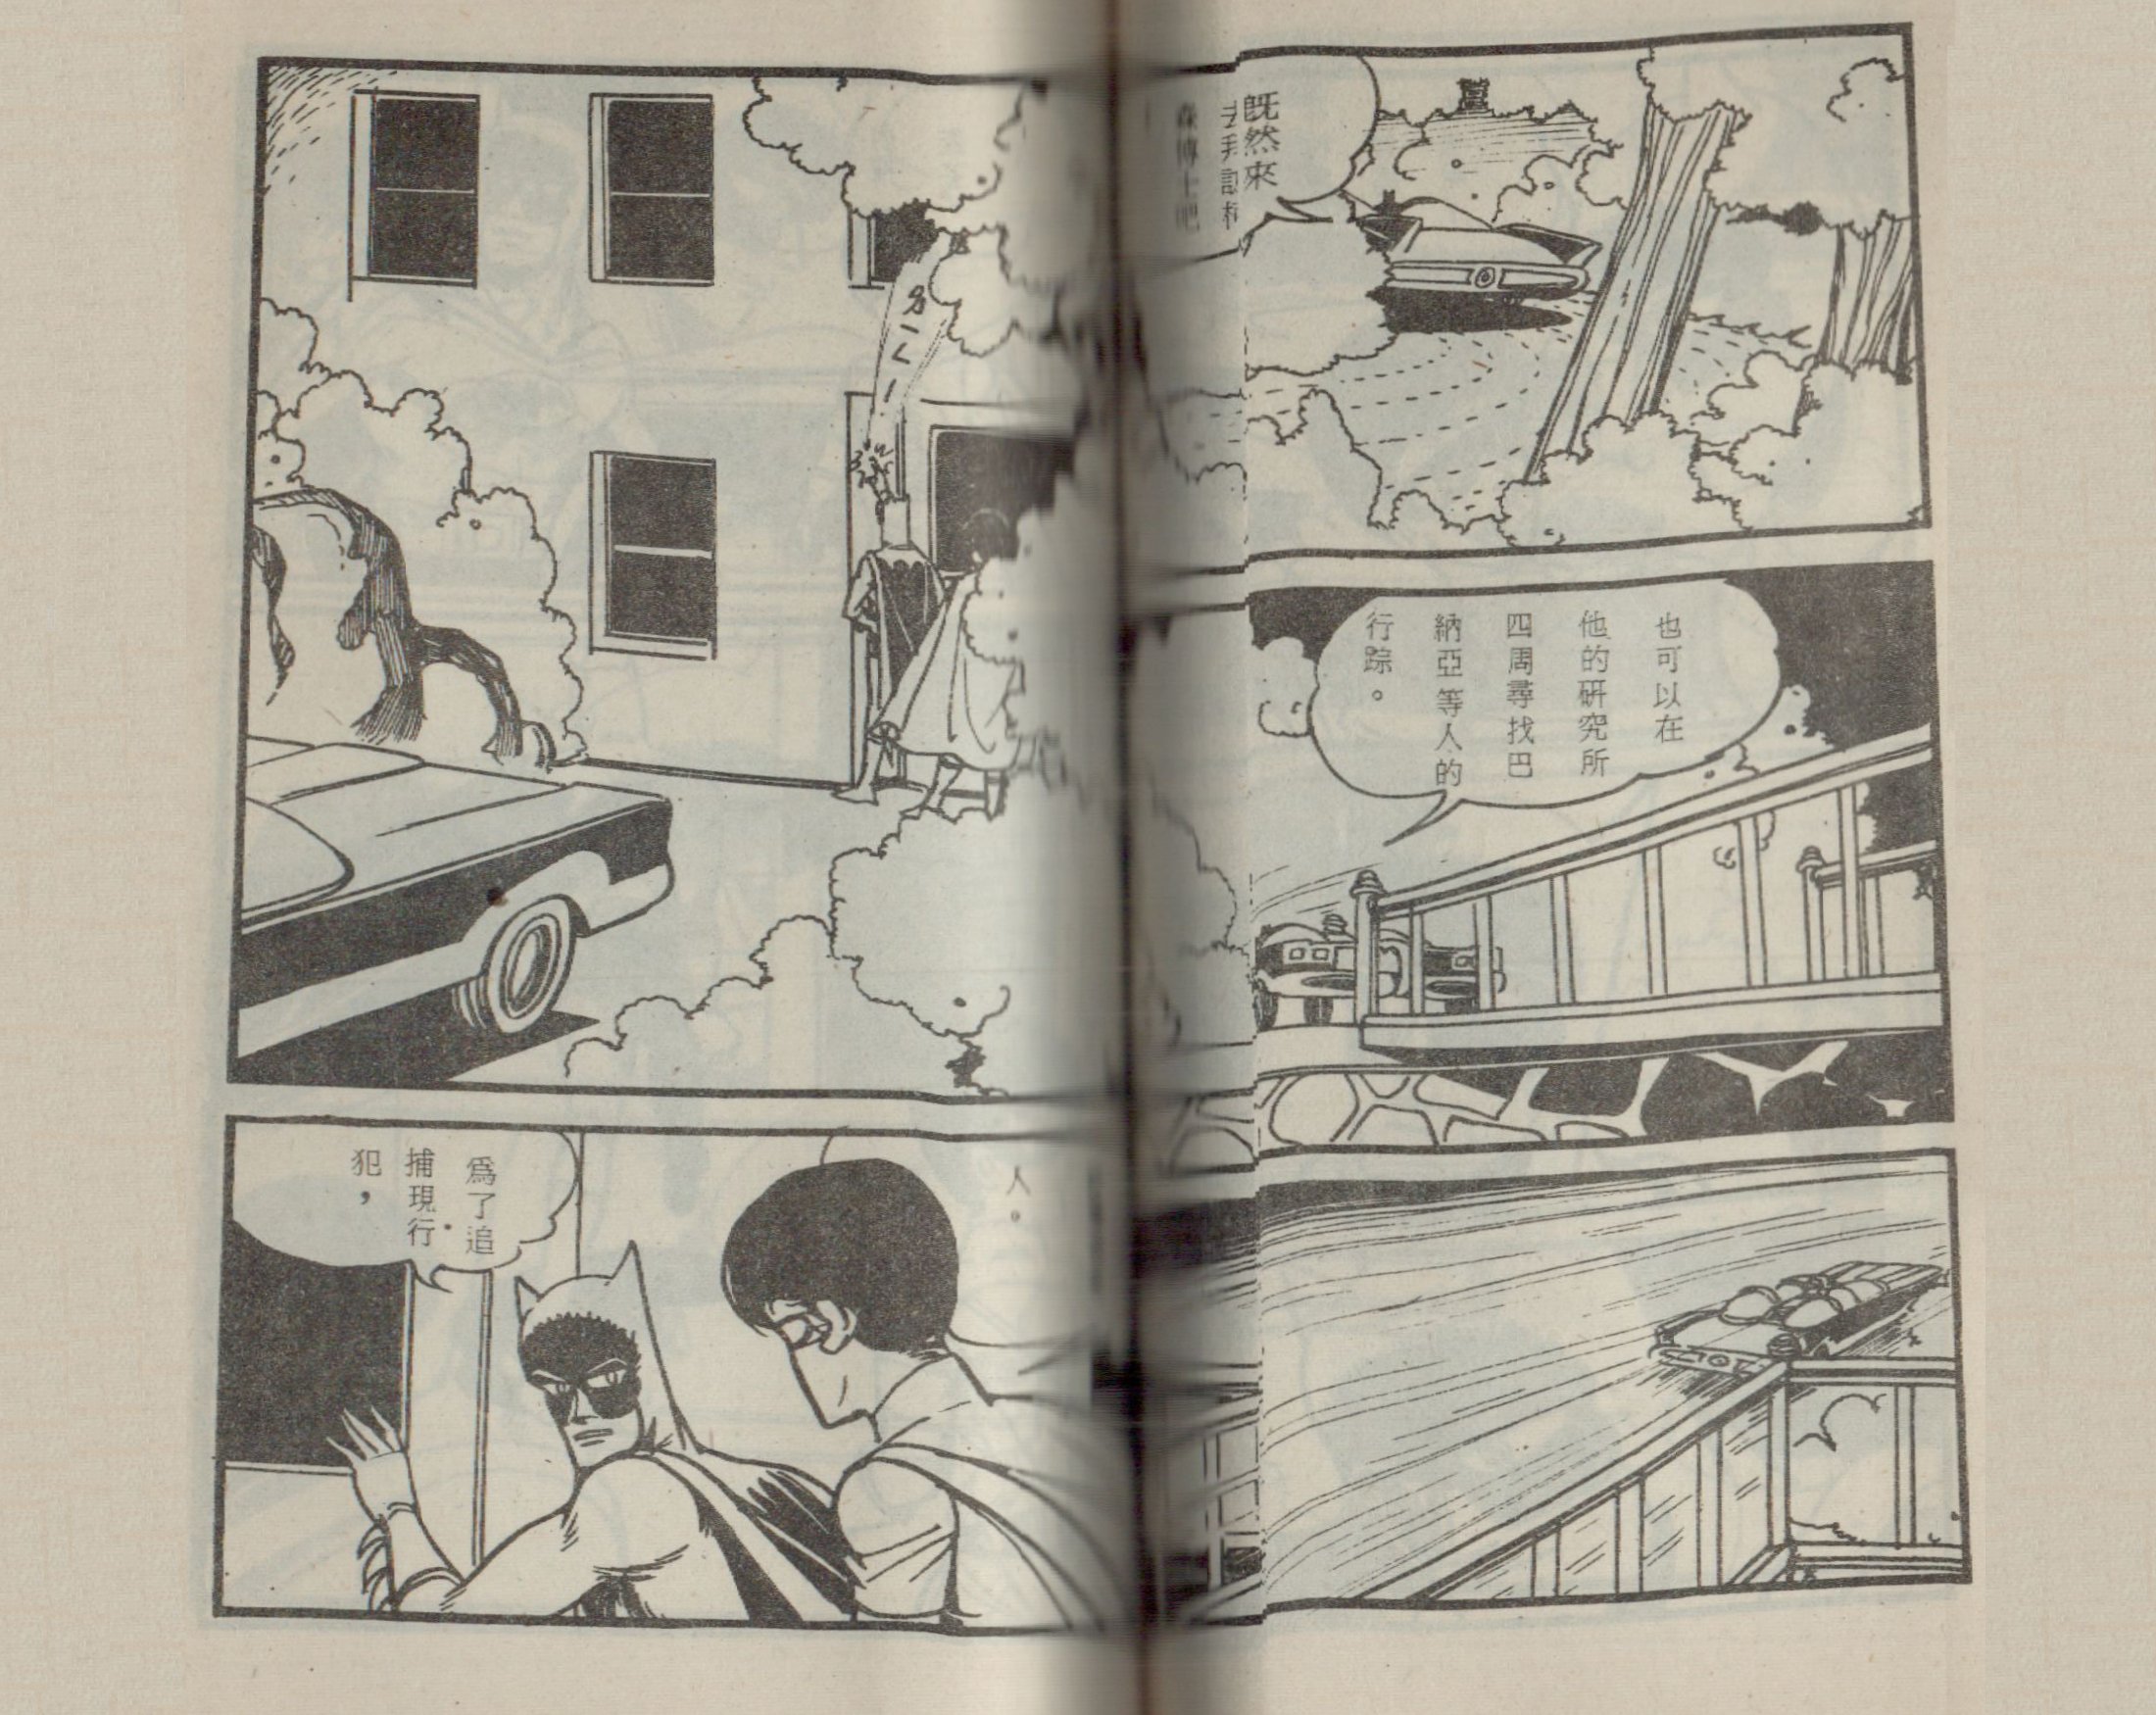 既然來
森博士吧
也可以在
他的研究所
四周尋找巴
納亞等人的
行踪。
人。
爲了追
捕現行
犯，